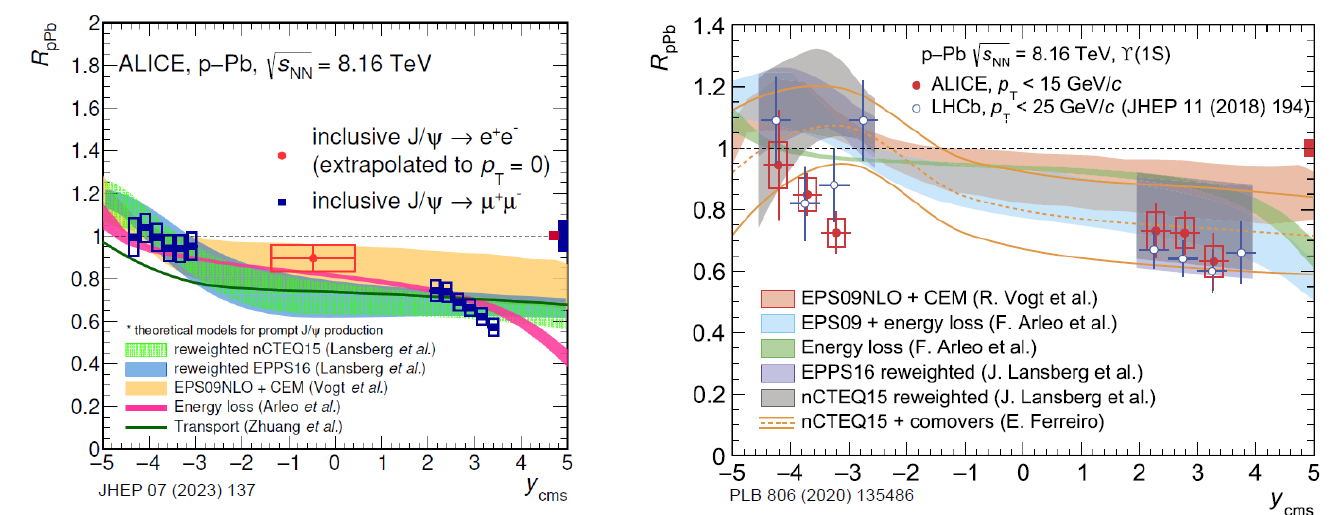 2
1.8
1.6
1.4
1.2
1
0.8
0.6
0.4
0.2
0
R_pPb
ALICE, p–Pb, √s_NN = 8.16 TeV
inclusive J/ψ → e⁺e⁻
(extrapolated to p_T = 0)
inclusive J/ψ → μ⁺μ⁻
* theoretical models for prompt J/ψ production
reweighted nCTEQ15 (Lansberg et al.)
reweighted EPPS16 (Lansberg et al.)
EPS09NLO + CEM (Vogt et al.)
Energy loss (Arleo et al.)
Transport (Zhuang et al.)
−5 −4 −3 −2 −1 0 1 2 3 4 5
y_cms
JHEP 07 (2023) 137
1.4
1.2
1
0.8
0.6
0.4
0.2
0
R_pPb
p–Pb √s_NN = 8.16 TeV, ϒ(1S)
ALICE, p_T < 15 GeV/c
LHCb, p_T < 25 GeV/c (JHEP 11 (2018) 194)
EPS09NLO + CEM (R. Vogt et al.)
EPS09 + energy loss (F. Arleo et al.)
Energy loss (F. Arleo et al.)
EPPS16 reweighted (J. Lansberg et al.)
nCTEQ15 reweighted (J. Lansberg et al.)
nCTEQ15 + comovers (E. Ferreiro)
−5 −4 −3 −2 −1 0 1 2 3 4 5
y_cms
PLB 806 (2020) 135486